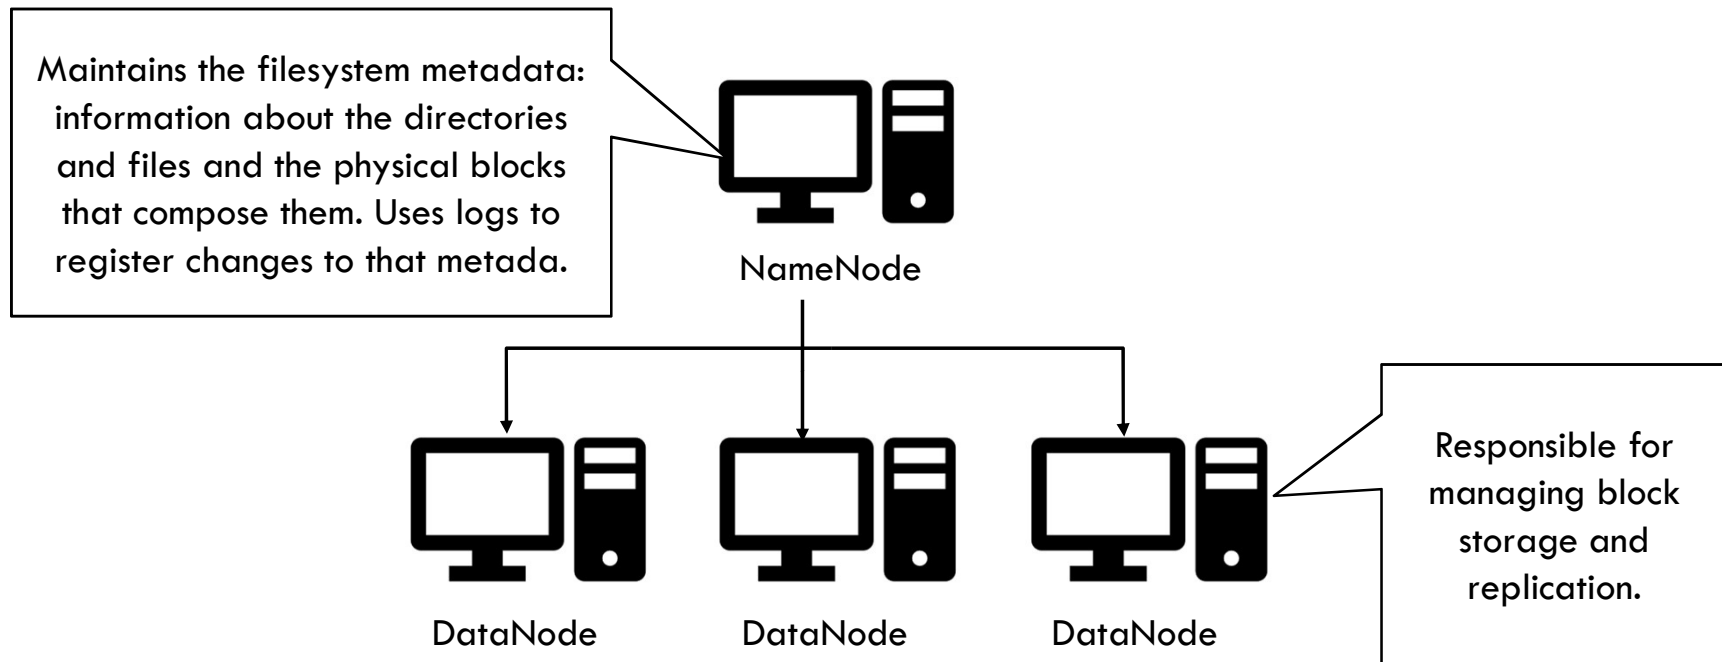 Maintains the filesystem metadata:
information about the directories
and files and the physical blocks
that compose them. Uses logs to
register changes to that metada.
NameNode
Responsible for
managing block
storage and
replication.
DataNode
DataNode
DataNode